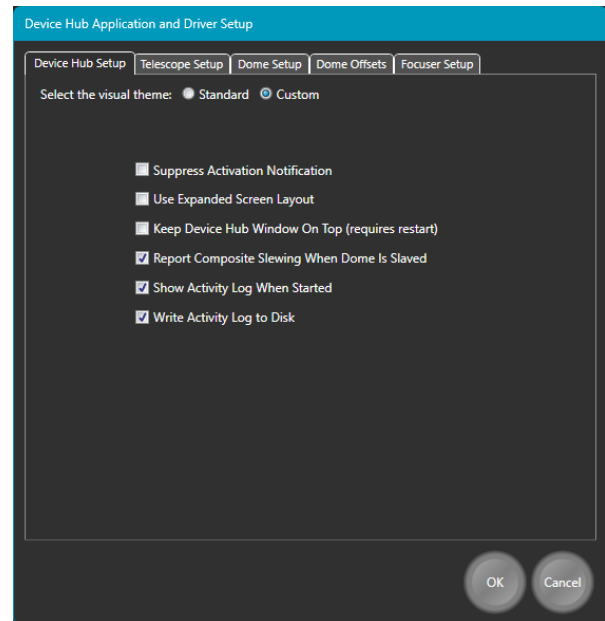 Device Hub Application and Driver Setup
Device Hub Setup Telescope Setup Dome Setup Dome Offsets Focuser Setup
Select the visual theme: Standard Custom
Suppress Activation Notification
Use Expanded Screen Layout
Keep Device Hub Window On Top (requires restart)
Report Composite Slewing When Dome Is Slaved
Show Activity Log When Started
Write Activity Log to Disk
OK Cancel